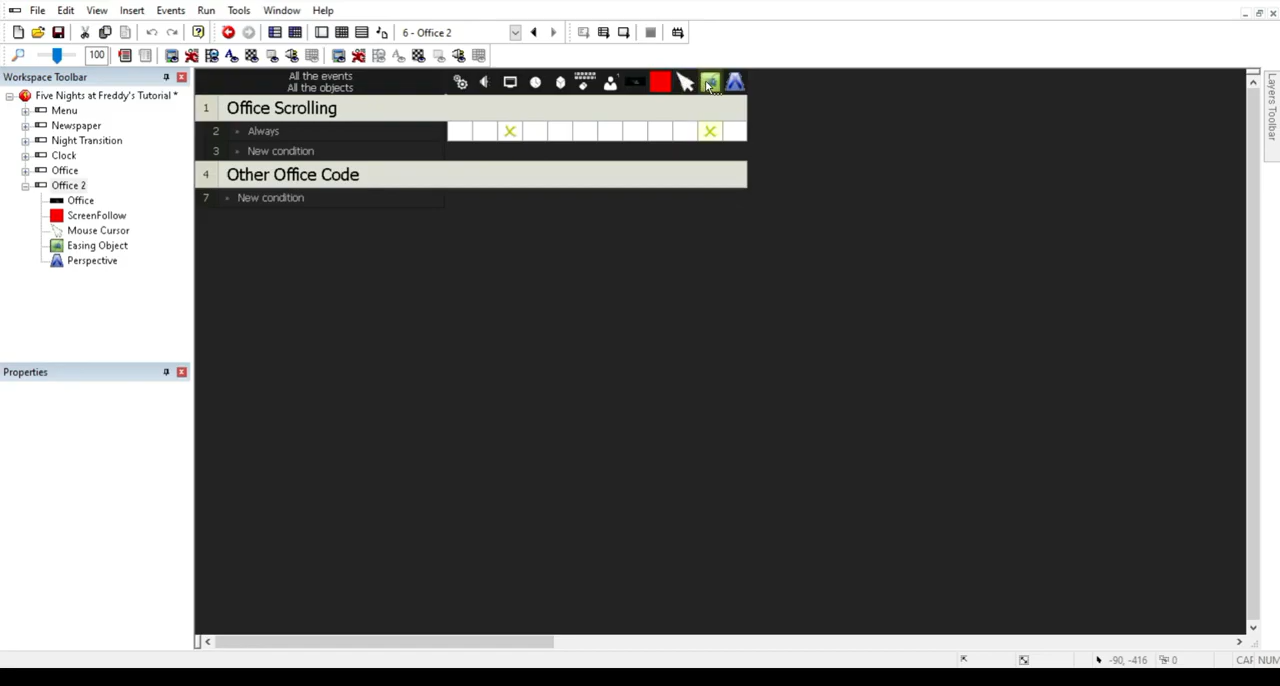 File Edit View Insert Events Run Tools Window Help
6 - Office 2
100
Workspace Toolbar
Five Nights at Freddy's Tutorial *
Menu
Newspaper
Night Transition
Clock
Office
Office 2
Office
ScreenFollow
Mouse Cursor
Easing Object
Perspective
Properties
All the events
All the objects
1 Office Scrolling
2 Always
3 New condition
4 Other Office Code
7 New condition
Layers Toolbar
-90, -416 0 CAP NUM